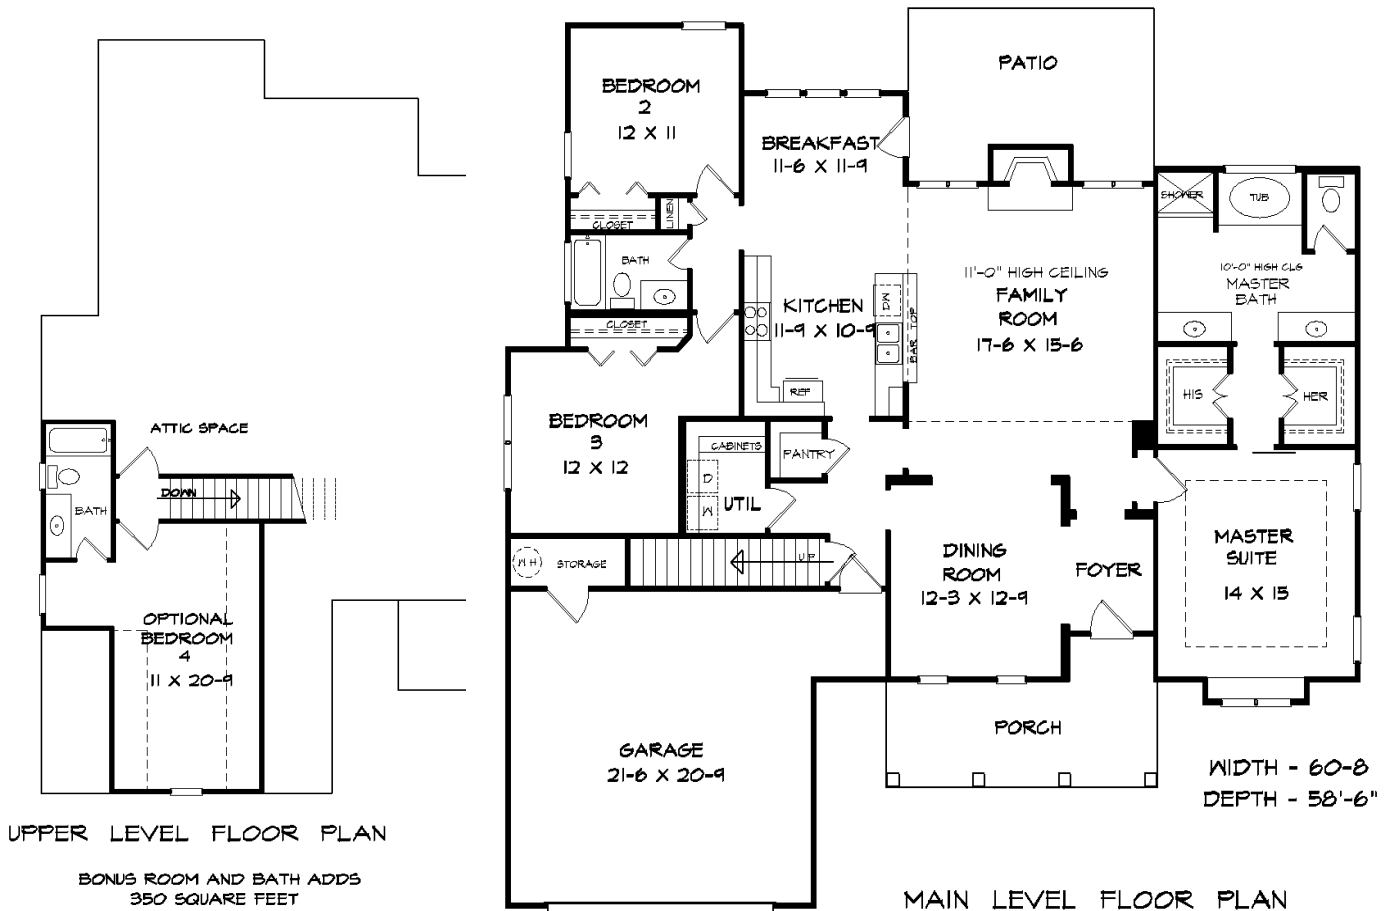 ATTIC SPACE
DOWN
BATH
OPTIONAL
BEDROOM
4
11 X 20-9
UPPER LEVEL FLOOR PLAN
BONUS ROOM AND BATH ADDS
350 SQUARE FEET
BEDROOM
2
12 X 11
CLOSET
LINEN
BATH
CLOSET
BEDROOM
3
12 X 12
BREAKFAST
11-6 X 11-9
KITCHEN
11-9 X 10-9
DW
BAR TOP
REF
PATIO
11'-0" HIGH CEILING
FAMILY
ROOM
17-6 X 15-6
SHOWER
TUB
10'-0" HIGH CLG
MASTER
BATH
HIS
HER
CABINETS
D
W
UTIL
PANTRY
MASTER
SUITE
14 X 15
DINING
ROOM
12-3 X 12-9
FOYER
WH
STORAGE
UP
GARAGE
21-6 X 20-9
PORCH
WIDTH - 60-8
DEPTH - 58'-6"
MAIN LEVEL FLOOR PLAN